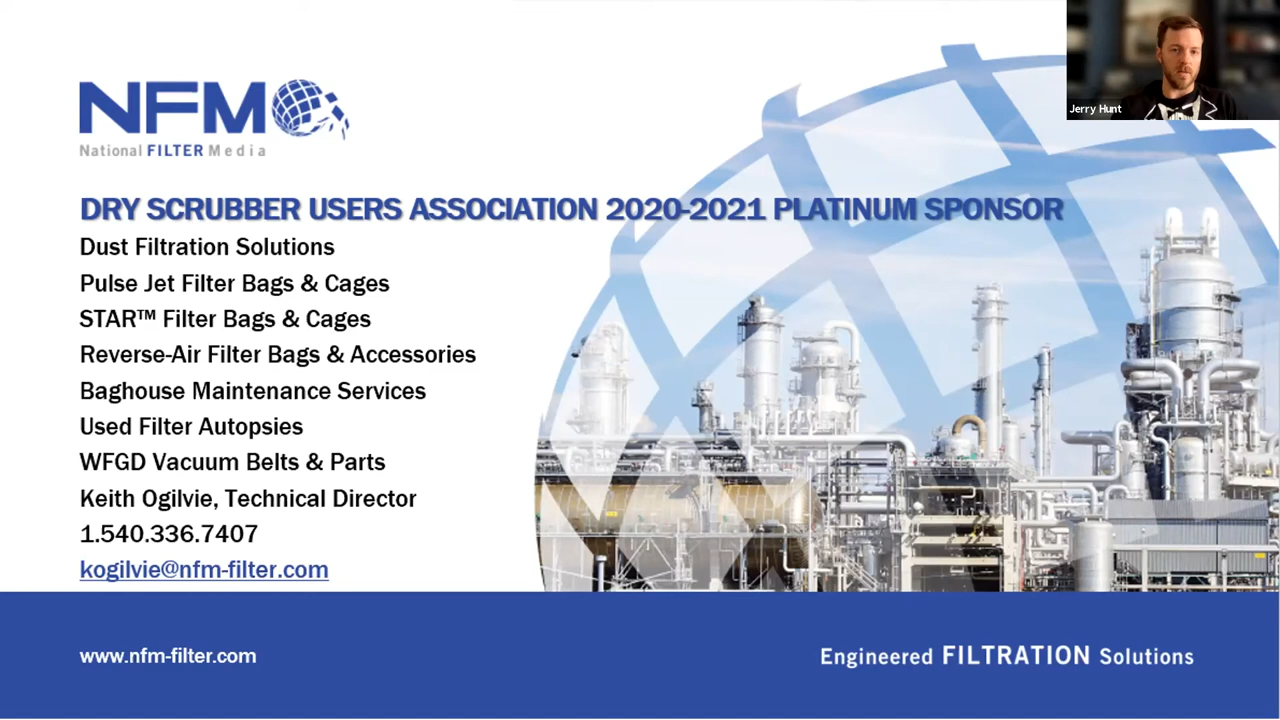 Jerry Hunt
NFM
National FILTER Media
DRY SCRUBBER USERS ASSOCIATION 2020-2021 PLATINUM SPONSOR
Dust Filtration Solutions
Pulse Jet Filter Bags & Cages
STAR™ Filter Bags & Cages
Reverse-Air Filter Bags & Accessories
Baghouse Maintenance Services
Used Filter Autopsies
WFGD Vacuum Belts & Parts
Keith Ogilvie, Technical Director
1.540.336.7407
kogilvie@nfm-filter.com
www.nfm-filter.com
Engineered FILTRATION Solutions